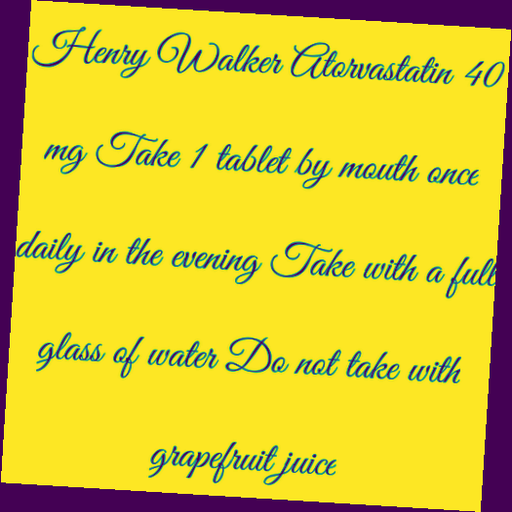 Henry Walker Atorvastatin 40
mg Take 1 tablet by mouth once
daily in the evening Take with a full
glass of water Do not take with
grapefruit juice